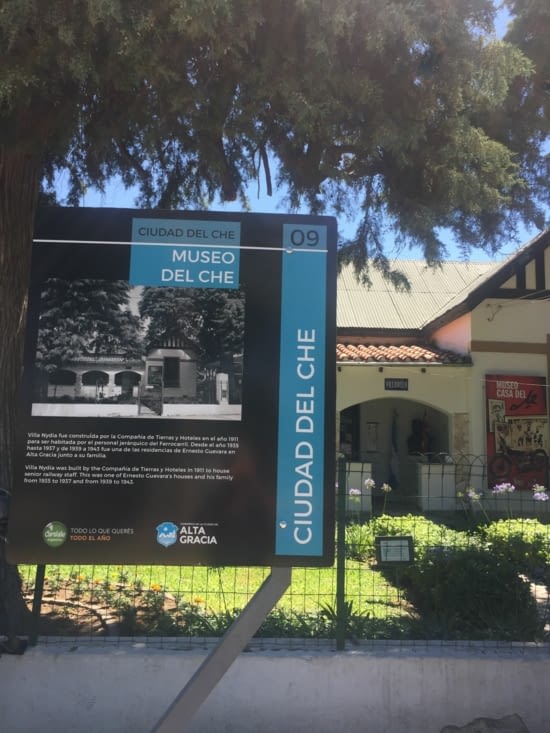 CIUDAD DEL CHE
09
MUSEO
DEL CHE
CIUDAD DEL CHE
Villa Nydia fue construída por la Compañía de Tierras y Hoteles en el año 1911
para ser habitada por el personal jerárquico del Ferrocarril. Desde el año 1935
hasta 1937 y de 1939 a 1943 fue una de las residencias de Ernesto Guevara en
Alta Gracia junto a su familia.
Villa Nydia was built by the Compañía de Tierras y Hoteles in 1911 to house
senior railway staff. This was one of Ernesto Guevara's houses and his family
from 1935 to 1937 and from 1939 to 1943.
Córdoba
TODO LO QUE QUERÉS
TODO EL AÑO
ALTA
GRACIA
MUSEO
CASA DEL